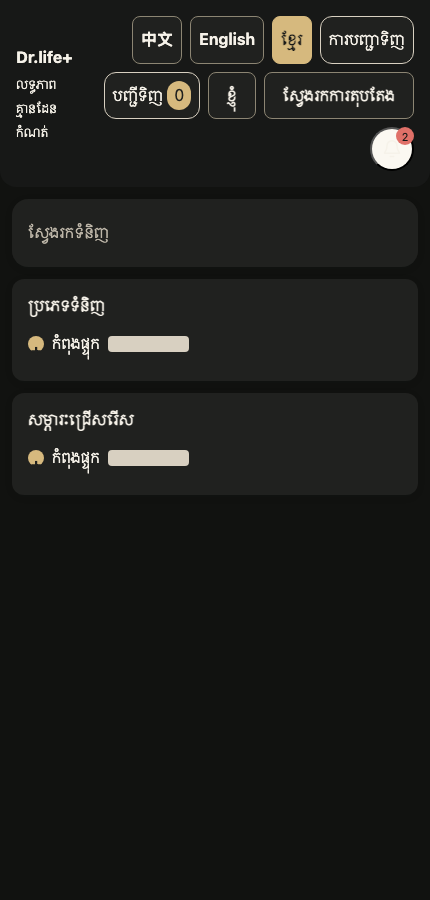 中文
English
ខ្មែរ
ការបញ្ជាទិញ
Dr.life+
លទ្ធភាព
គ្មានដែន
កំណត់
បញ្ជីទិញ 0
ខ្ញុំ
ស្វែងរកការតុបតែង
2
ស្វែងរកទំនិញ
ប្រភេទទំនិញ
កំពុងផ្ទុក
សម្ភារៈជ្រើសរើស
កំពុងផ្ទុក